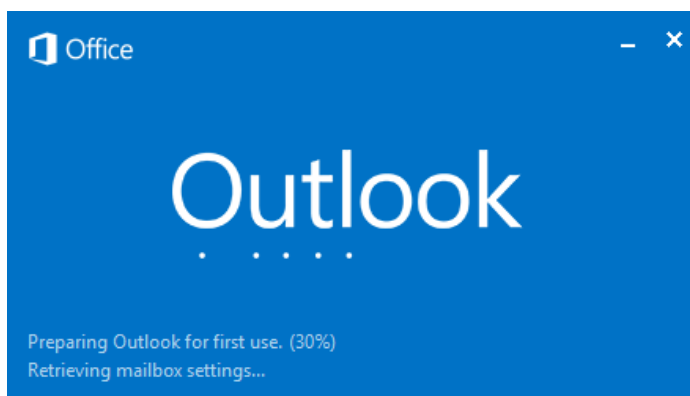 Office
Outlook
Preparing Outlook for first use. (30%)
Retrieving mailbox settings...